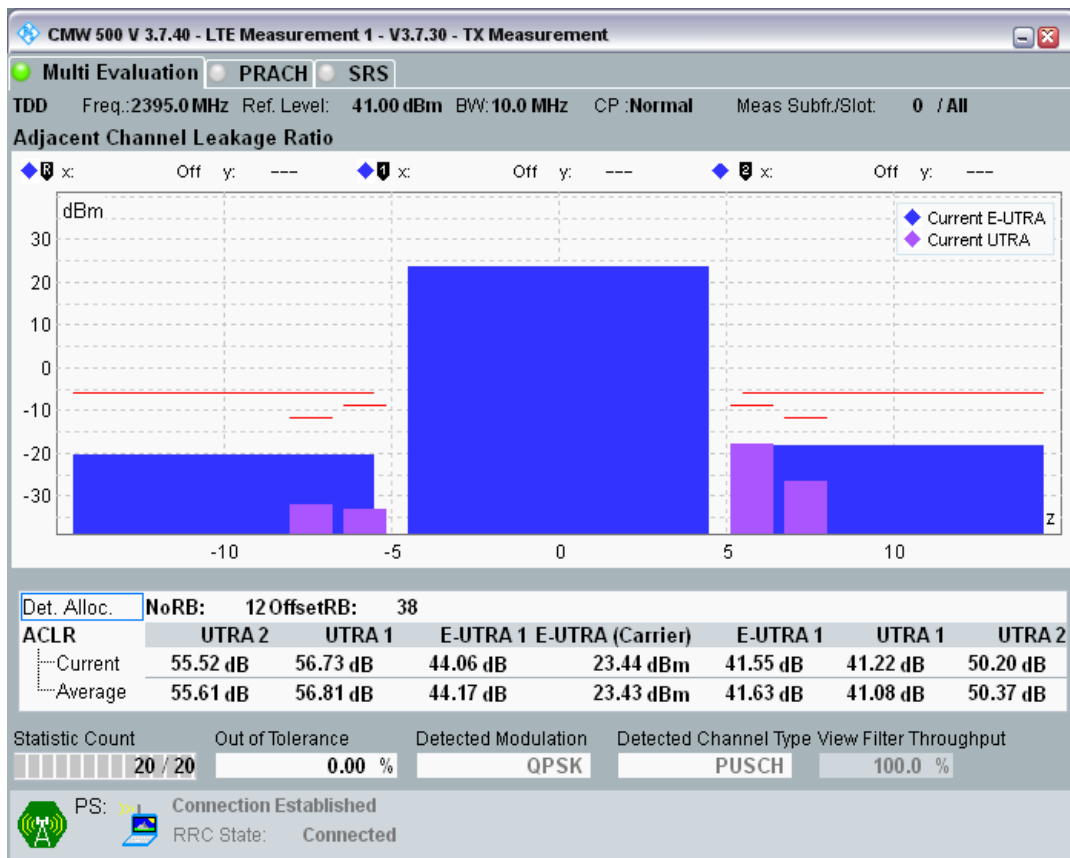 CMW 500 V 3.7.40 - LTE Measurement 1 - V3.7.30 - TX Measurement
Multi Evaluation PRACH SRS
TDD Freq.:2395.0 MHz Ref. Level: 41.00 dBm BW:10.0 MHz CP :Normal Meas Subfr./Slot: 0 / All
Adjacent Channel Leakage Ratio
R x: Off y: --- 1 x: Off y: --- 2 x: Off y: ---
dBm
Current E-UTRA
Current UTRA
30
20
10
0
-10
-20
-30
z
-10 -5 0 5 10
Det. Alloc. NoRB: 12 OffsetRB: 38
ACLR UTRA 2 UTRA 1 E-UTRA 1 E-UTRA (Carrier) E-UTRA 1 UTRA 1 UTRA 2
Current 55.52 dB 56.73 dB 44.06 dB 23.44 dBm 41.55 dB 41.22 dB 50.20 dB
Average 55.61 dB 56.81 dB 44.17 dB 23.43 dBm 41.63 dB 41.08 dB 50.37 dB
Statistic Count Out of Tolerance Detected Modulation Detected Channel Type View Filter Throughput
20 / 20 0.00 % QPSK PUSCH 100.0 %
PS: Connection Established
RRC State: Connected